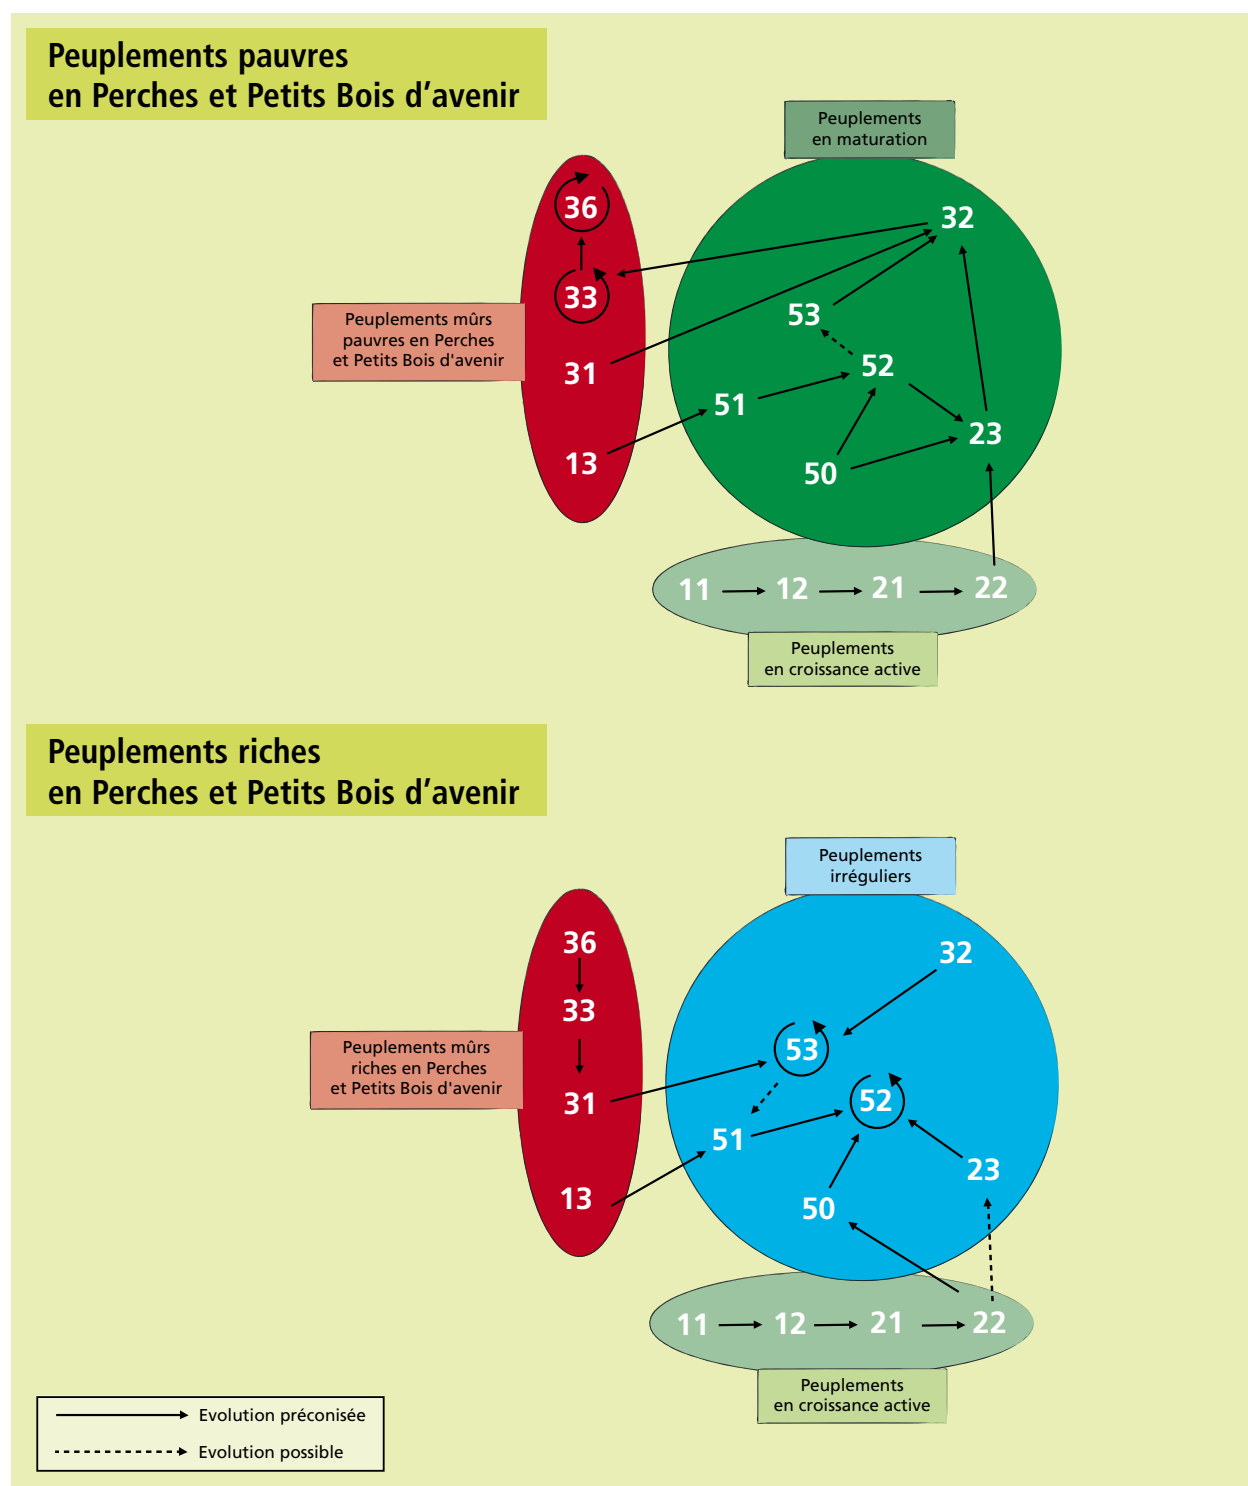 Peuplements pauvres
en Perches et Petits Bois d'avenir
Peuplements
en maturation
36
32
33
53
Peuplements mûrs
pauvres en Perches
et Petits Bois d'avenir
31
52
51
23
13
50
11
12
21
22
Peuplements
en croissance active
Peuplements riches
en Perches et Petits Bois d'avenir
Peuplements
irréguliers
36
32
33
53
Peuplements mûrs
riches en Perches
et Petits Bois d'avenir
31
52
51
23
13
50
11
12
21
22
Peuplements
en croissance active
Evolution préconisée
Evolution possible